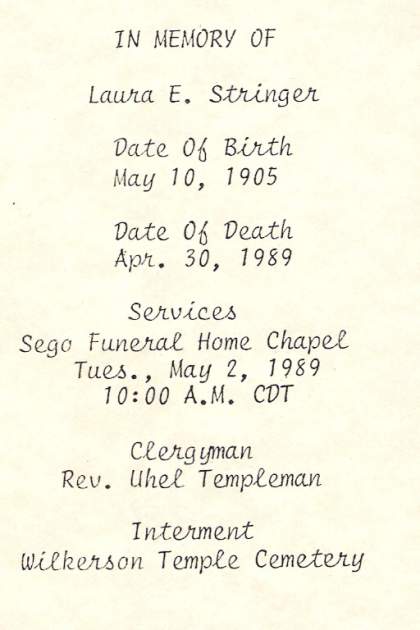 IN MEMORY OF
Laura E. Stringer
Date Of Birth
May 10, 1905
Date Of Death
Apr. 30, 1989
Services
Sego Funeral Home Chapel
Tues., May 2, 1989
10:00 A.M. CDT
Clergyman
Rev. Uhel Templeman
Interment
Wilkerson Temple Cemetery